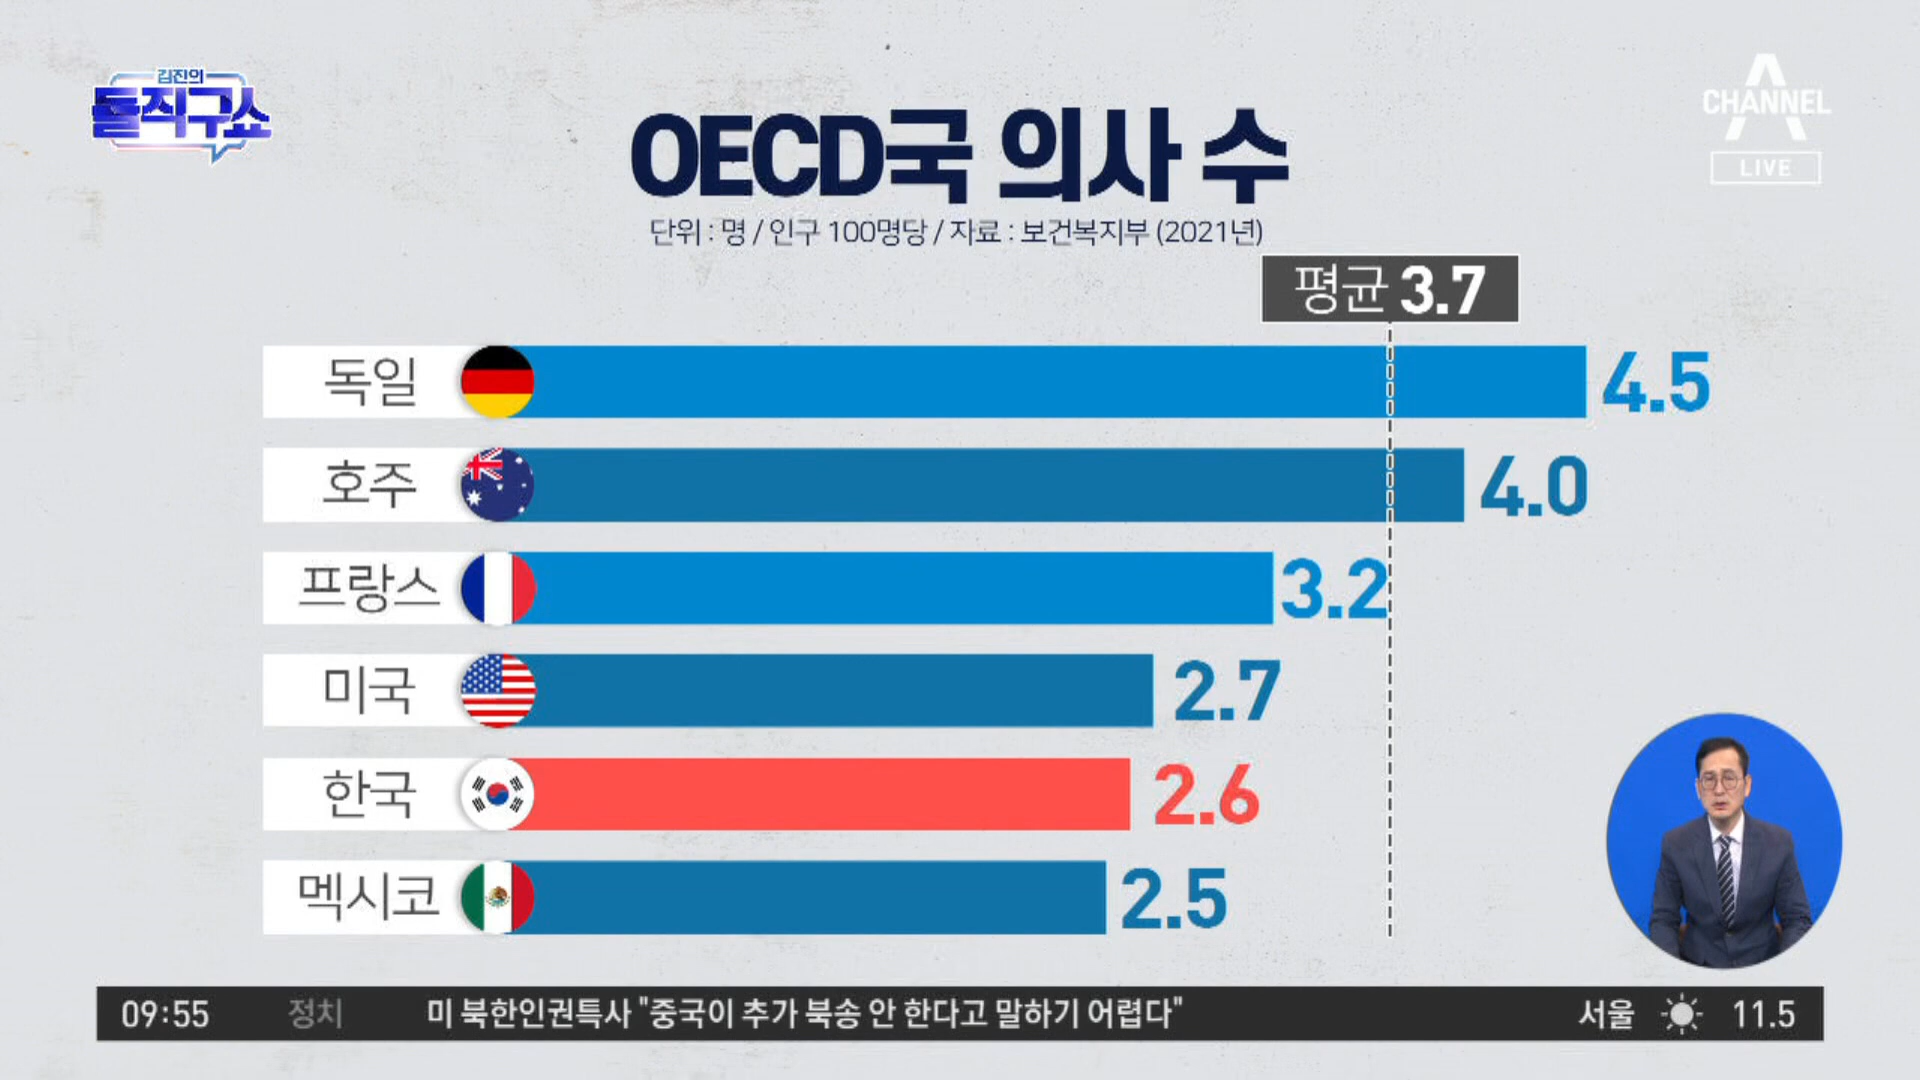 김진의
돌직구쇼
CHANNEL A
LIVE
OECD국 의사 수
단위 : 명 / 인구 100명당 / 자료 : 보건복지부 (2021년)
평균 3.7
독일 4.5
호주 4.0
프랑스 3.2
미국 2.7
한국 2.6
멕시코 2.5
09:55 정치 미 북한인권특사 "중국이 추가 북송 안 한다고 말하기 어렵다" 서울 11.5